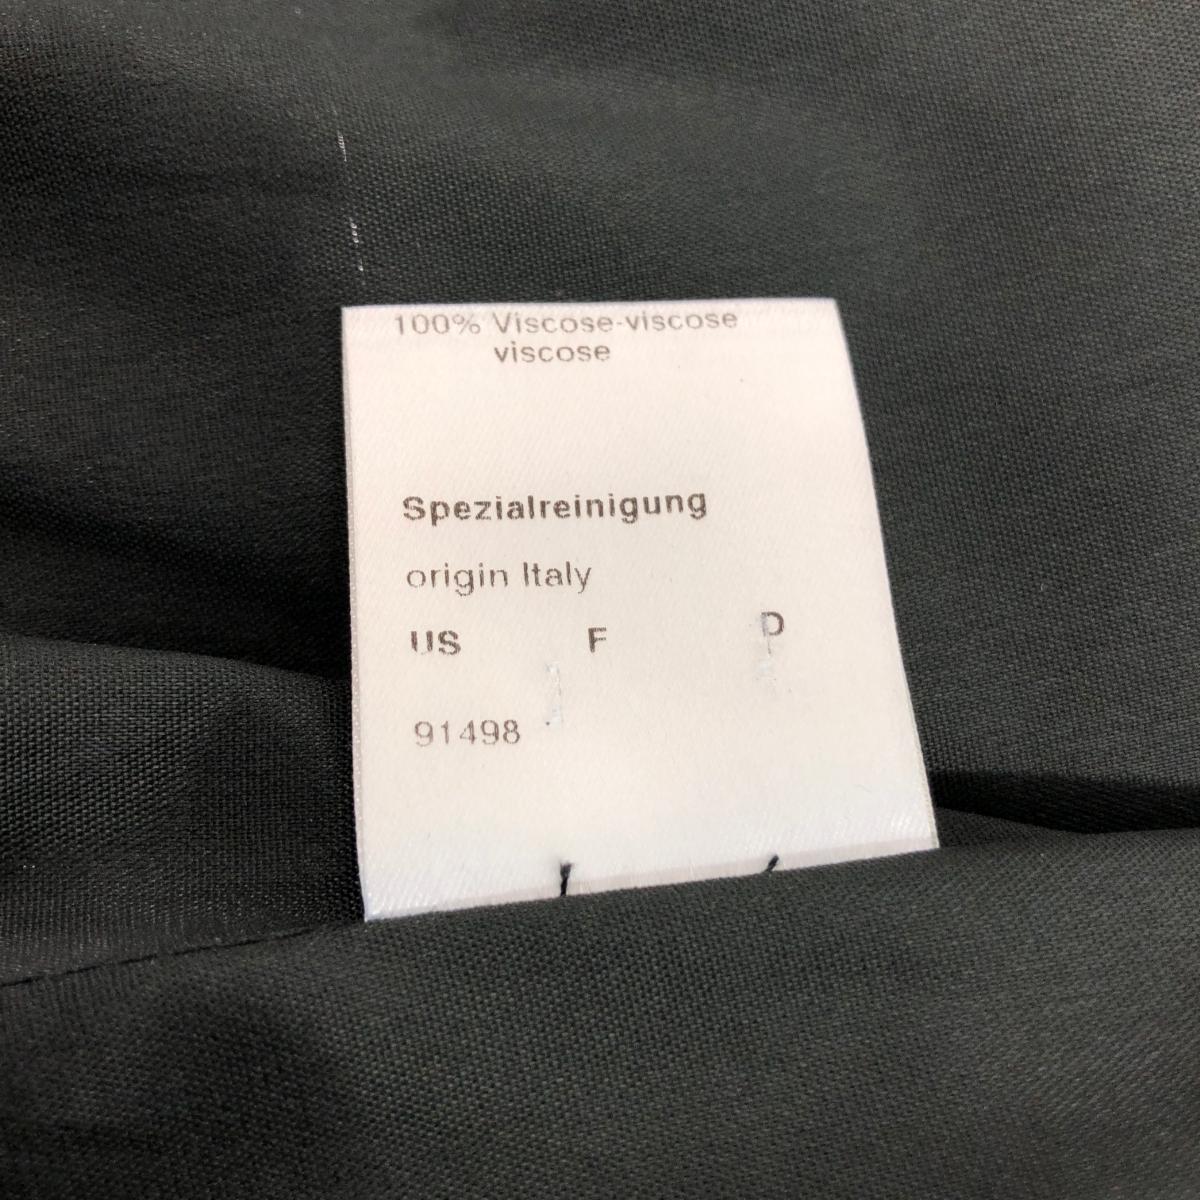 100% Viscose-viscose
viscose
Spezialreinigung
origin Italy
US F D
91498